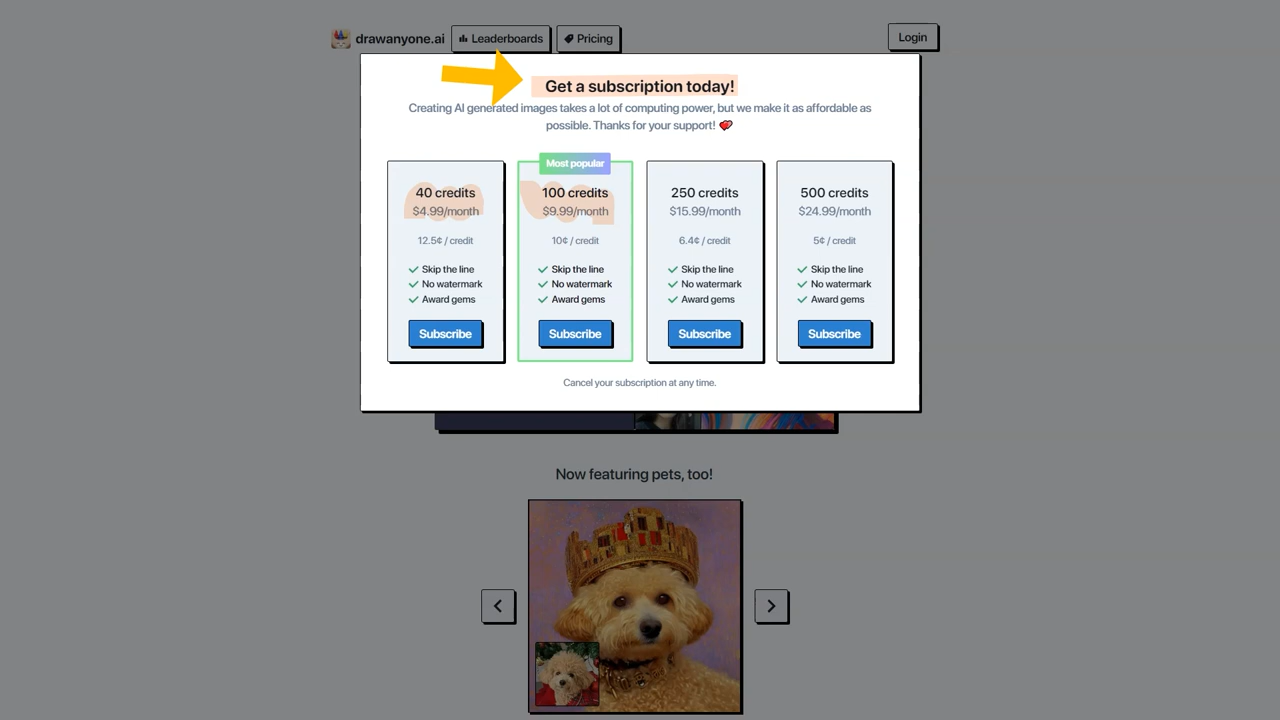 drawanyone.ai Leaderboards Pricing Login
Get a subscription today!
Creating AI generated images takes a lot of computing power, but we make it as affordable as
possible. Thanks for your support!
Most popular
40 credits
$4.99/month
12.5¢ / credit
Skip the line
No watermark
Award gems
Subscribe
100 credits
$9.99/month
10¢ / credit
Skip the line
No watermark
Award gems
Subscribe
250 credits
$15.99/month
6.4¢ / credit
Skip the line
No watermark
Award gems
Subscribe
500 credits
$24.99/month
5¢ / credit
Skip the line
No watermark
Award gems
Subscribe
Cancel your subscription at any time.
Now featuring pets, too!